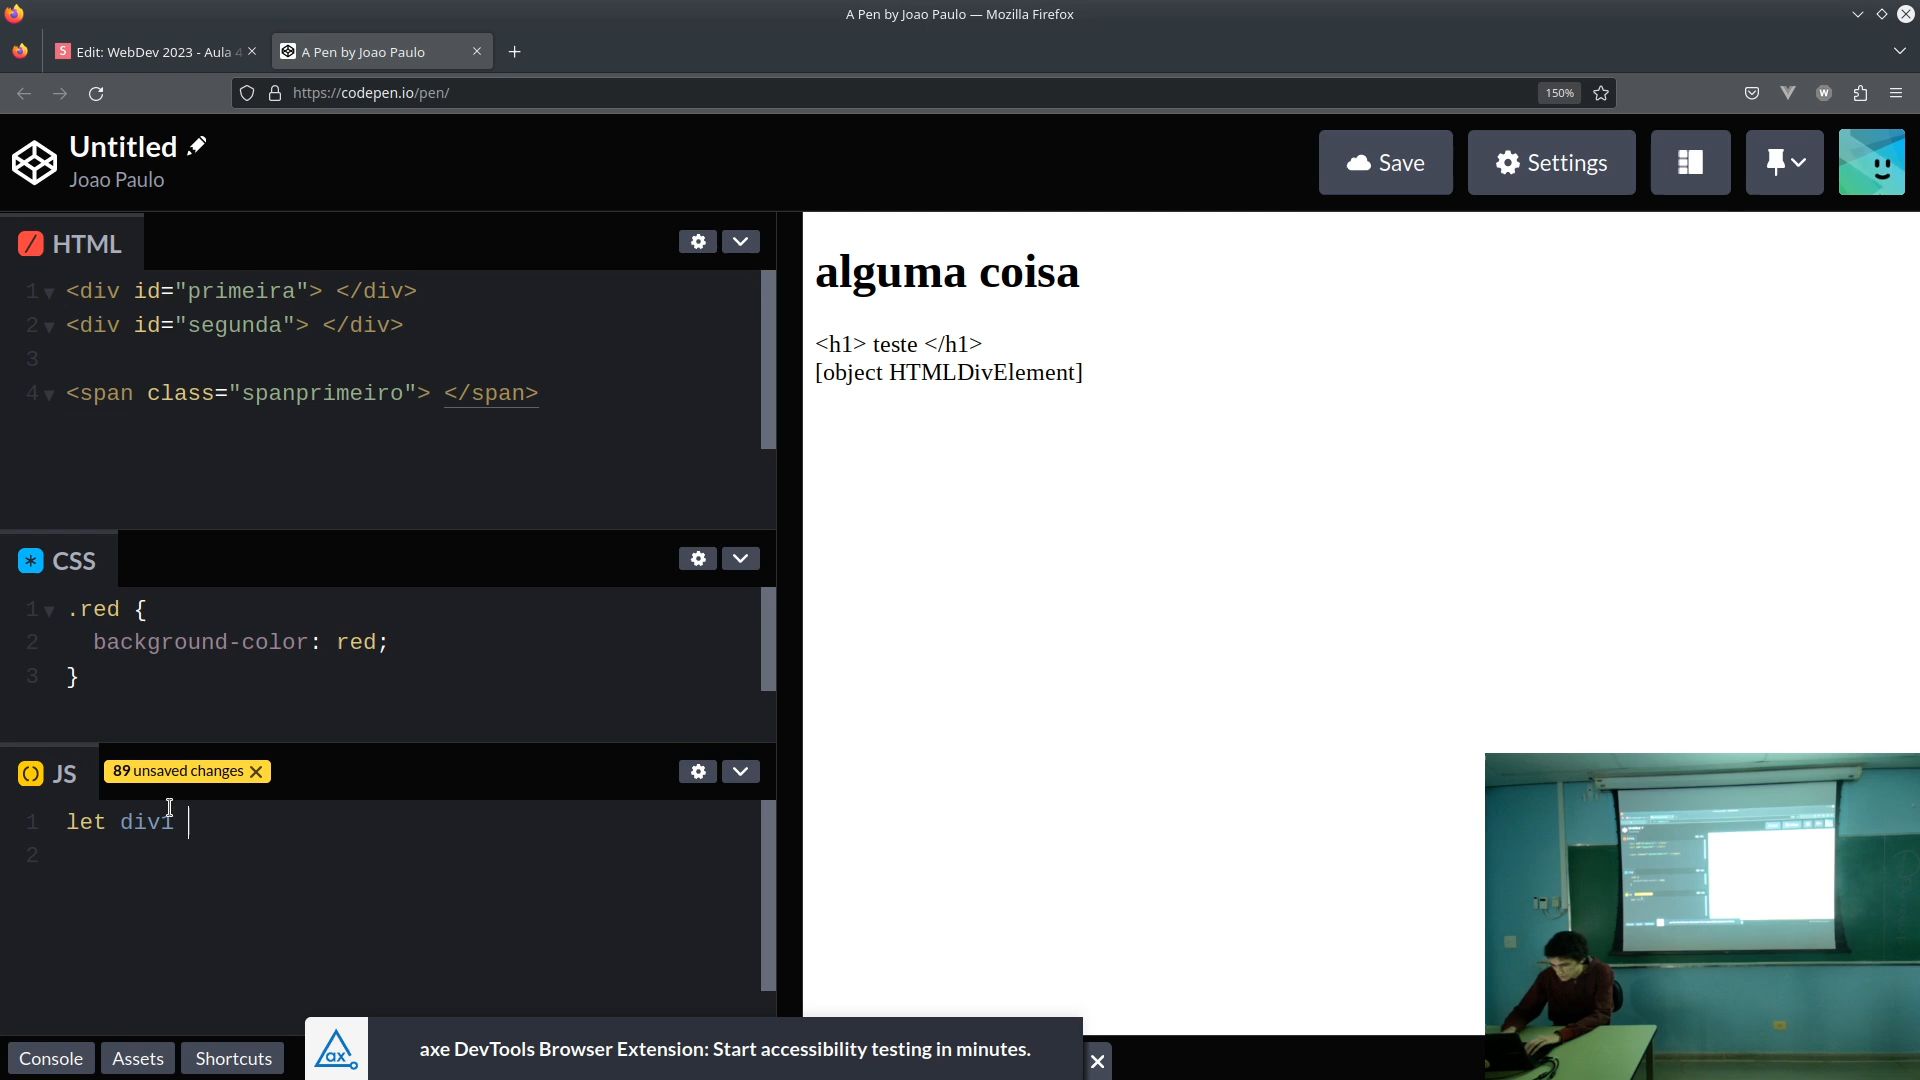 A Pen by Joao Paulo — Mozilla Firefox
Edit: WebDev 2023 - Aula 4
A Pen by Joao Paulo
https://codepen.io/pen/
150%
Untitled
Joao Paulo
Save
Settings
HTML
1 <div id="primeira"> </div>
2 <div id="segunda"> </div>
3
4 <span class="spanprimeiro"> </span>
CSS
1 .red {
2 background-color: red;
3 }
JS
89 unsaved changes
1 let div1
2
alguma coisa
<h1> teste </h1>
[object HTMLDivElement]
Console
Assets
Shortcuts
ax
axe DevTools Browser Extension: Start accessibility testing in minutes.